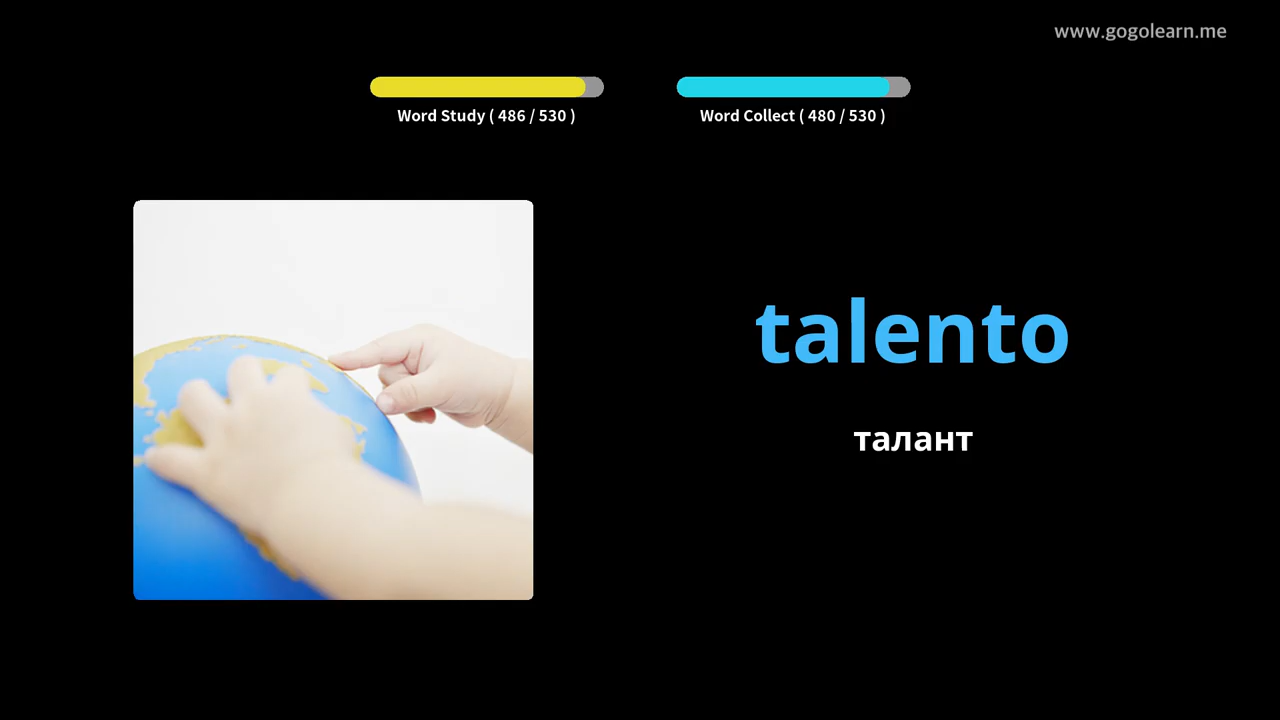 www.gogolearn.me
Word Study ( 486 / 530 )
Word Collect ( 480 / 530 )
talento
талант